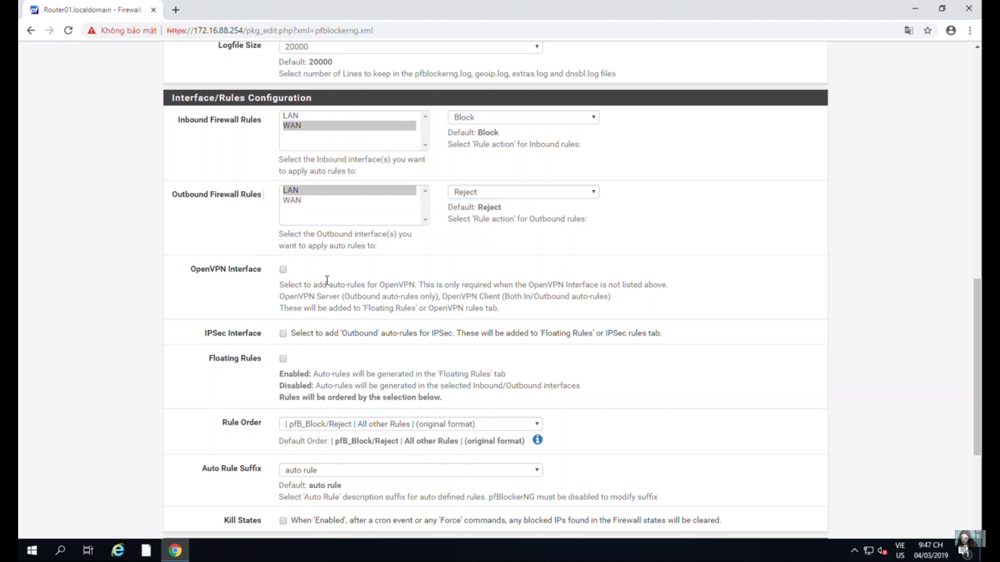 Router01.localdomain - Firewall:
Không bảo mật
https://172.16.88.254/pkg_edit.php?xml=pfblockerng.xml
Logfile Size
20000
Default: 20000
Select number of Lines to keep in the pfblockerng.log, geoip.log, extras.log and dnsbl.log files
Interface/Rules Configuration
Inbound Firewall Rules
LAN
WAN
Block
Default: Block
Select 'Rule action' for Inbound rules:
Select the Inbound interface(s) you want
to apply auto rules to:
Outbound Firewall Rules
LAN
WAN
Reject
Default: Reject
Select 'Rule action' for Outbound rules:
Select the Outbound interface(s) you
want to apply auto rules to:
OpenVPN Interface
Select to add auto-rules for OpenVPN. This is only required when the OpenVPN Interface is not listed above.
OpenVPN Server (Outbound auto-rules only), OpenVPN Client (Both In/Outbound auto-rules)
These will be added to 'Floating Rules' or OpenVPN rules tab.
IPSec Interface
Select to add 'Outbound' auto-rules for IPSec. These will be added to 'Floating Rules' or IPSec rules tab.
Floating Rules
Enabled: Auto-rules will be generated in the 'Floating Rules' tab
Disabled: Auto-rules will be generated in the selected Inbound/Outbound interfaces
Rules will be ordered by the selection below.
Rule Order
| pfB_Block/Reject | All other Rules | (original format)
Default Order: | pfB_Block/Reject | All other Rules | (original format)
Auto Rule Suffix
auto rule
Default: auto rule
Select 'Auto Rule' description suffix for auto defined rules. pfBlockerNG must be disabled to modify suffix
Kill States
When 'Enabled', after a cron event or any 'Force' commands, any blocked IPs found in the Firewall states will be cleared.
VIE
US
9:47 CH
04/03/2019
1